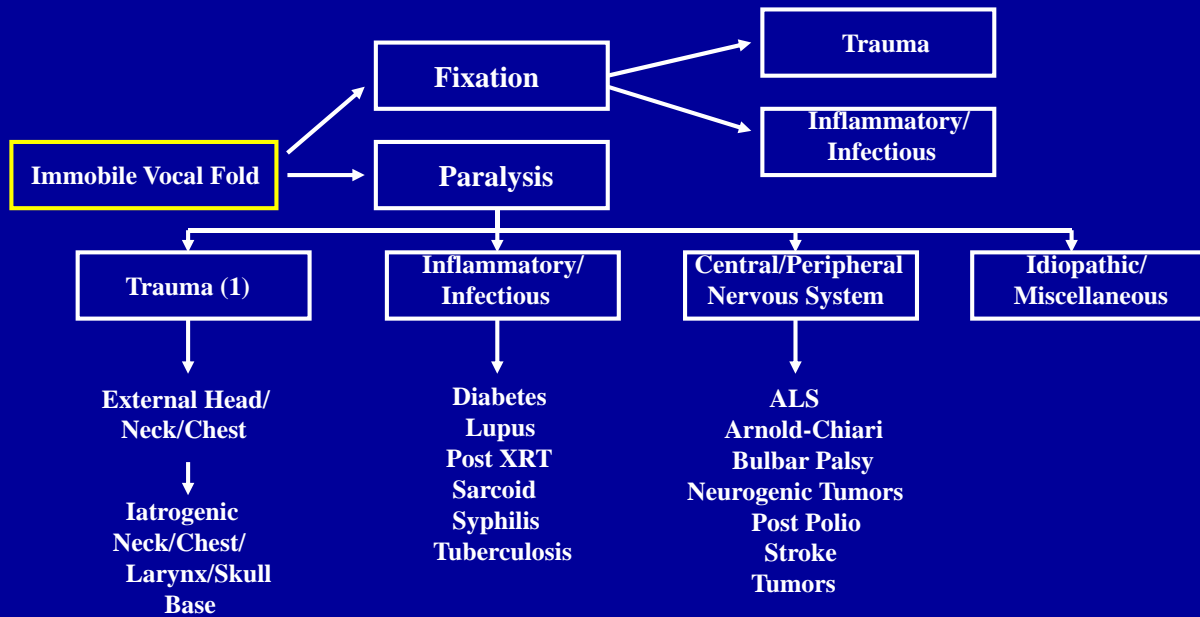 Trauma
Fixation
Inflammatory/
Infectious
Immobile Vocal Fold
Paralysis
Trauma (1)
Inflammatory/
Infectious
Central/Peripheral
Nervous System
Idiopathic/
Miscellaneous
External Head/
Neck/Chest
Iatrogenic
Neck/Chest/
Larynx/Skull
Base
Diabetes
Lupus
Post XRT
Sarcoid
Syphilis
Tuberculosis
ALS
Arnold-Chiari
Bulbar Palsy
Neurogenic Tumors
Post Polio
Stroke
Tumors